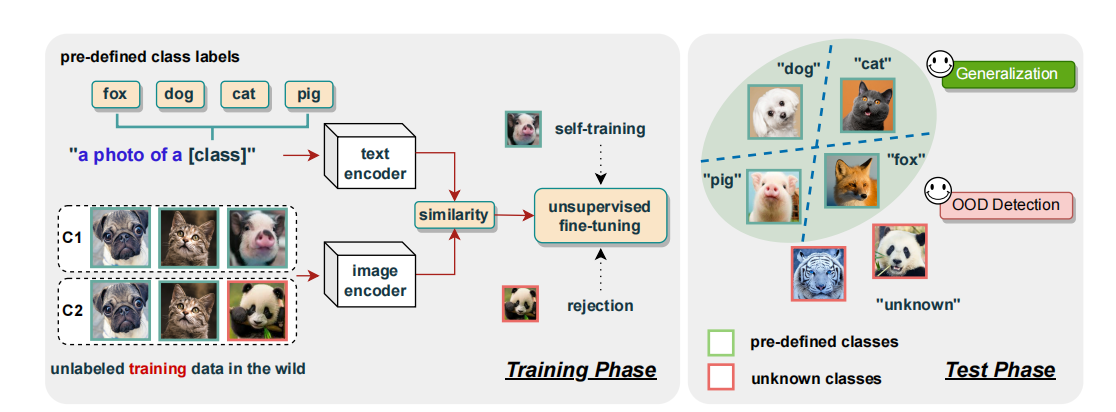 pre-defined class labels
fox
dog
cat
pig
"a photo of a [class]"
text
encoder
C1
C2
image
encoder
similarity
self-training
unsupervised
fine-tuning
rejection
unlabeled training data in the wild
Training Phase
"dog"
"cat"
"pig"
"fox"
Generalization
OOD Detection
"unknown"
pre-defined classes
unknown classes
Test Phase